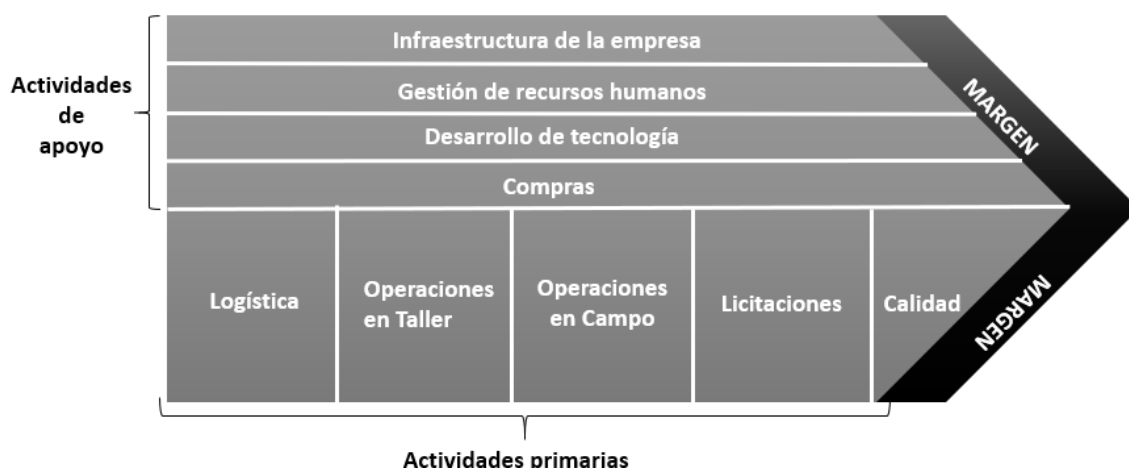 Infraestructura de la empresa
Actividades
de
apoyo
Gestión de recursos humanos
Desarrollo de tecnología
Compras
MARGEN
Logística
Operaciones
en Taller
Operaciones
en Campo
Licitaciones
Calidad
MARGEN
Actividades primarias